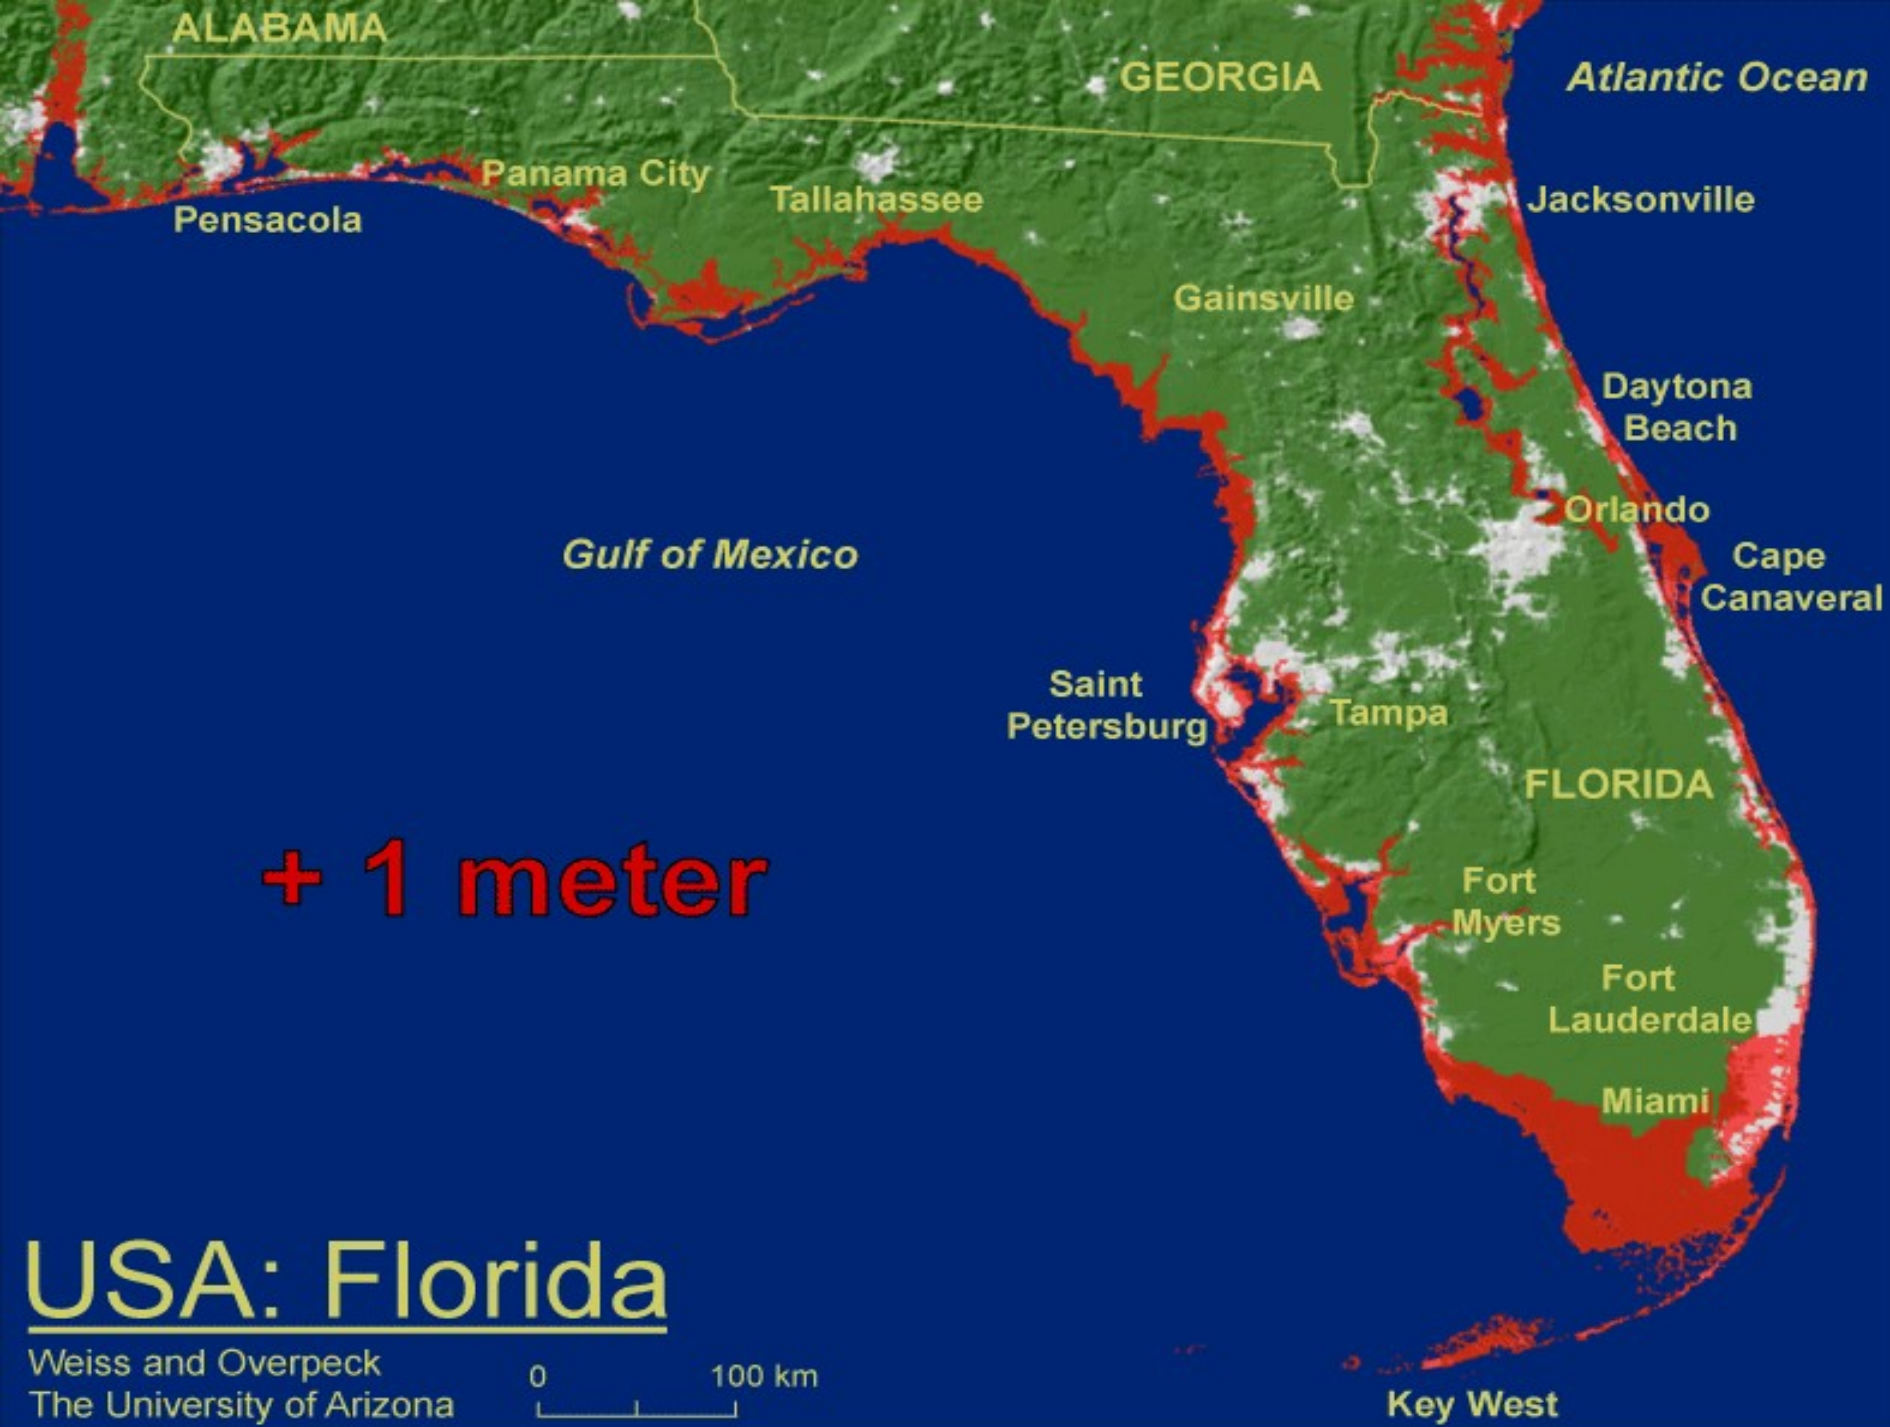 ALABAMA
GEORGIA
Atlantic Ocean
Panama City
Tallahassee
Jacksonville
Pensacola
Gainsville
Daytona
Beach
Orlando
Gulf of Mexico
Cape
Canaveral
Saint
Petersburg
Tampa
FLORIDA
+ 1 meter
Fort
Myers
Fort
Lauderdale
Miami
USA: Florida
Weiss and Overpeck
The University of Arizona
0 100 km
Key West